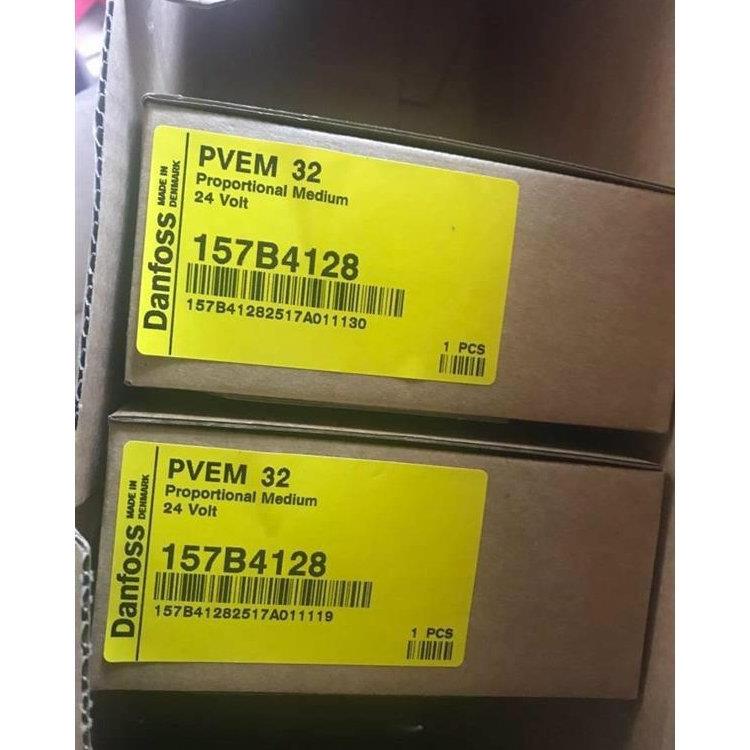 Danfoss
MADE IN
DENMARK
PVEM 32
Proportional Medium
24 Volt
157B4128
157B41282517A011130
1 PCS
Danfoss
MADE IN
DENMARK
PVEM 32
Proportional Medium
24 Volt
157B4128
157B41282517A011119
1 PCS